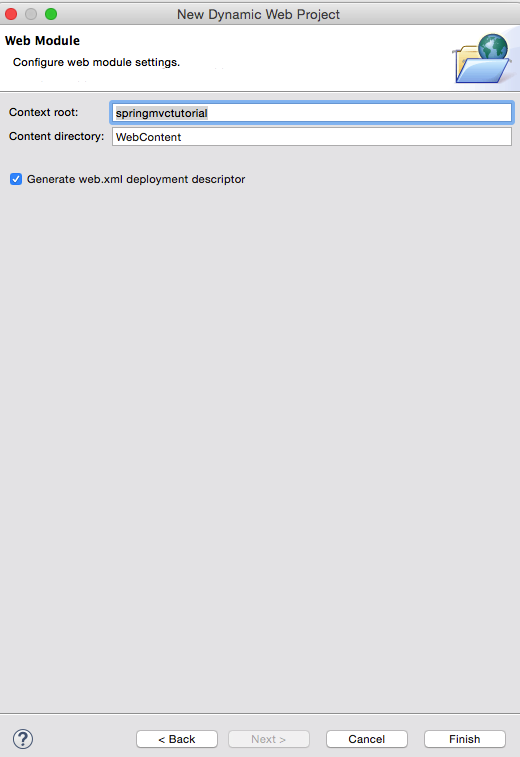 New Dynamic Web Project
Web Module
Configure web module settings.
Context root: springmvctutorial
Content directory: WebContent
Generate web.xml deployment descriptor
? < Back Next > Cancel Finish